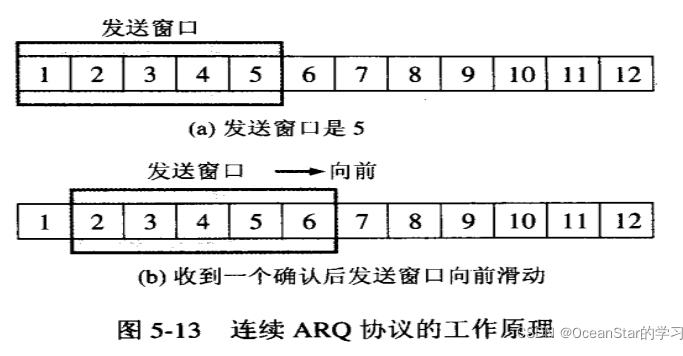 发送窗口
1 2 3 4 5 6 7 8 9 10 11 12
(a) 发送窗口是 5
发送窗口 → 向前
1 2 3 4 5 6 7 8 9 10 11 12
(b) 收到一个确认后发送窗口向前滑动
图 5-13 连续 ARQ 协议的工作原理
CSDN @OceanStar的学习